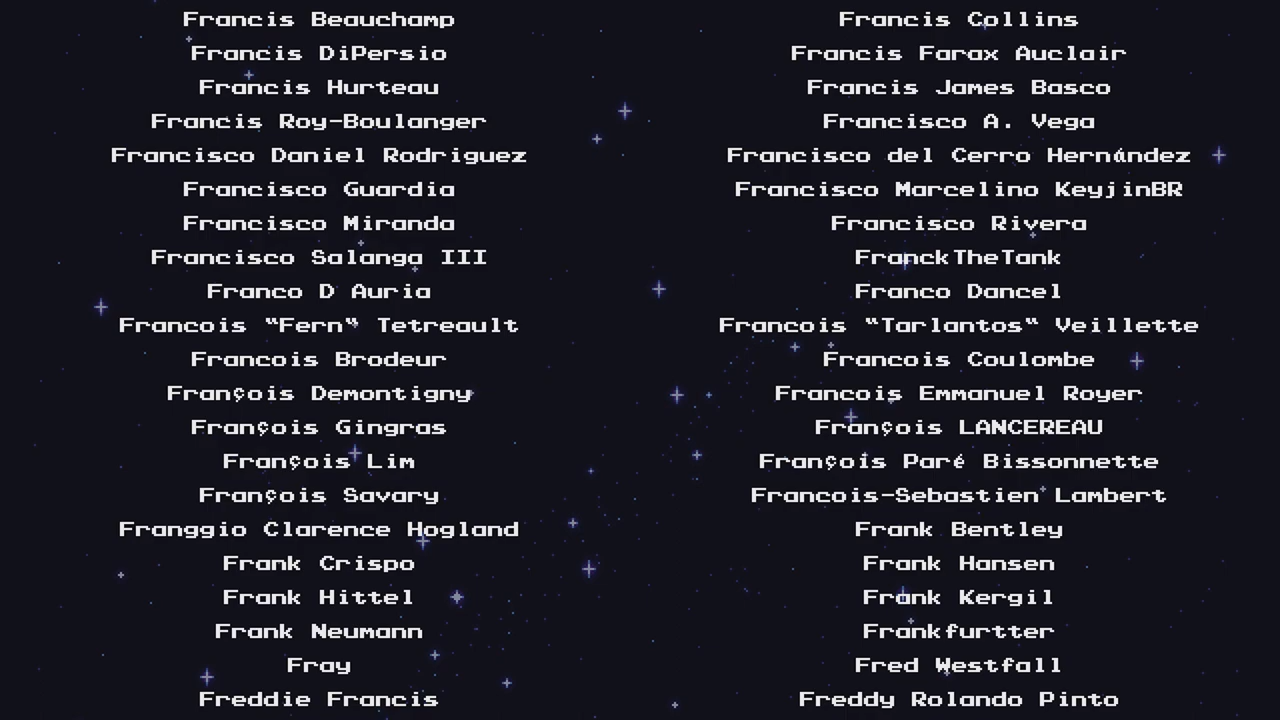 Francis Beauchamp
Francis Collins
Francis DiPersio
Francis Farax Auclair
Francis Hurteau
Francis James Basco
Francis Roy-Boulanger
Francisco A. Vega
Francisco Daniel Rodriguez
Francisco del Cerro Hernández
Francisco Guardia
Francisco Marcelino KeyjinBR
Francisco Miranda
Francisco Rivera
Francisco Salanga III
FranckTheTank
Franco D Auria
Franco Dancel
Francois "Fern" Tetreault
Francois "Tarlantos" Veillette
Francois Brodeur
Francois Coulombe
François Demontigny
Francois Emmanuel Royer
François Gingras
François LANCEREAU
François Lim
François Paré Bissonnette
François Savary
Francois-Sebastien Lambert
Franggio Clarence Hogland
Frank Bentley
Frank Crispo
Frank Hansen
Frank Hittel
Frank Kergil
Frank Neumann
Frankfurtter
Fray
Fred Westfall
Freddie Francis
Freddy Rolando Pinto